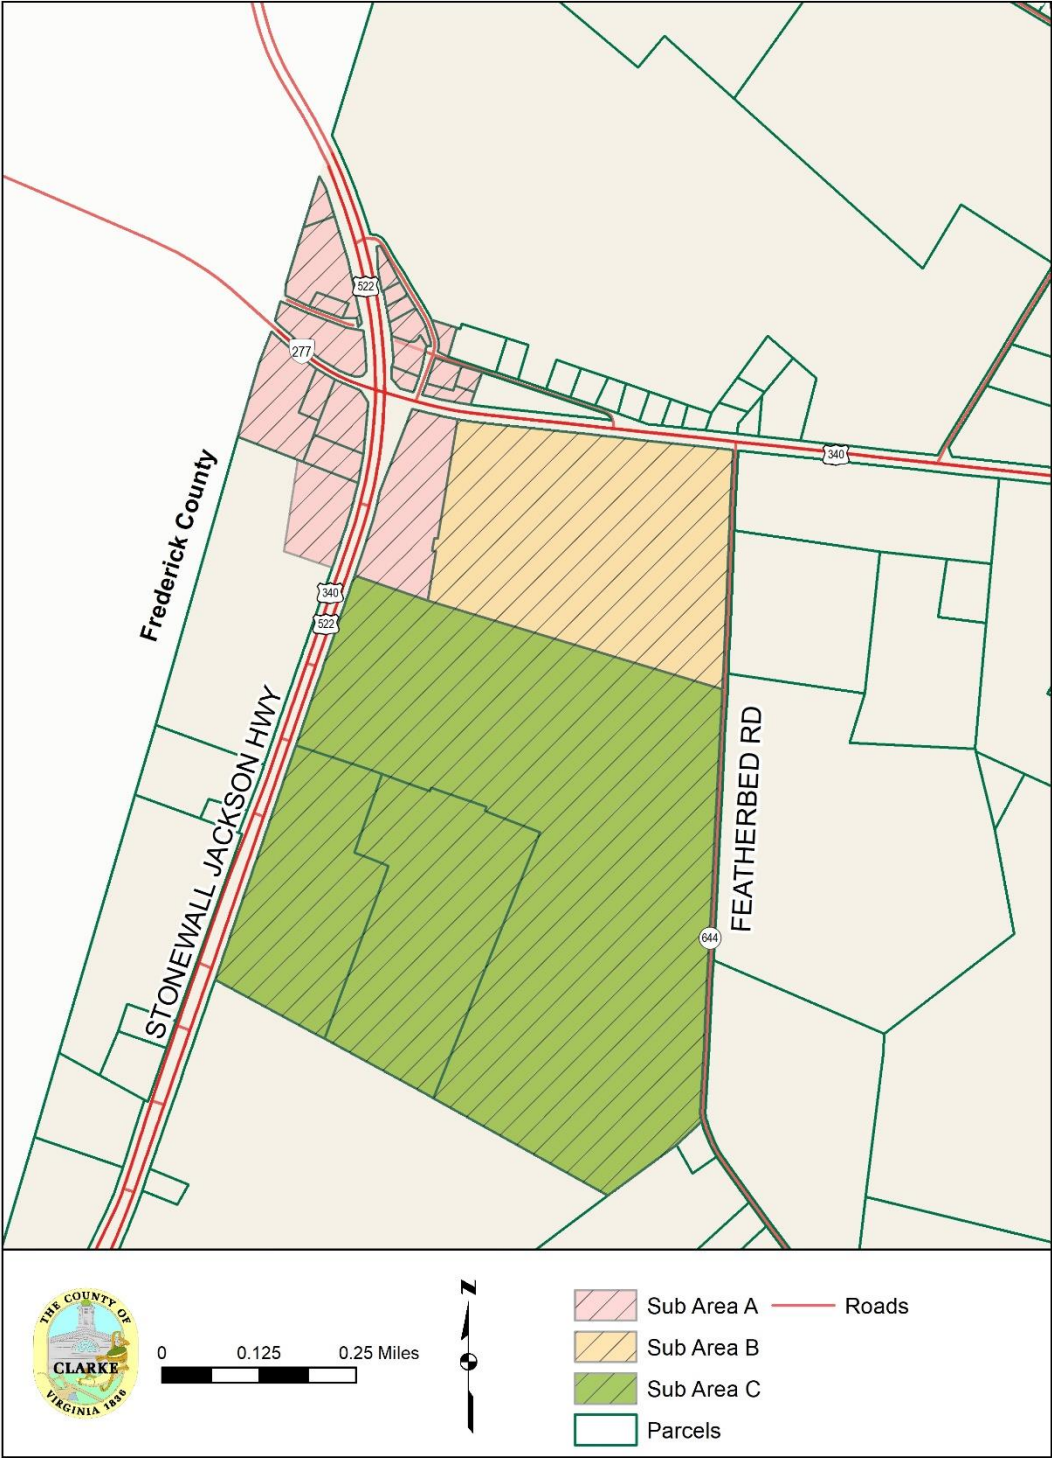 522
277
340
Frederick County
340
522
STONEWALL JACKSON HWY
FEATHERBED RD
644
THE COUNTY OF
CLARKE
VIRGINIA 1836
0 0.125 0.25 Miles
N
Sub Area A
Roads
Sub Area B
Sub Area C
Parcels